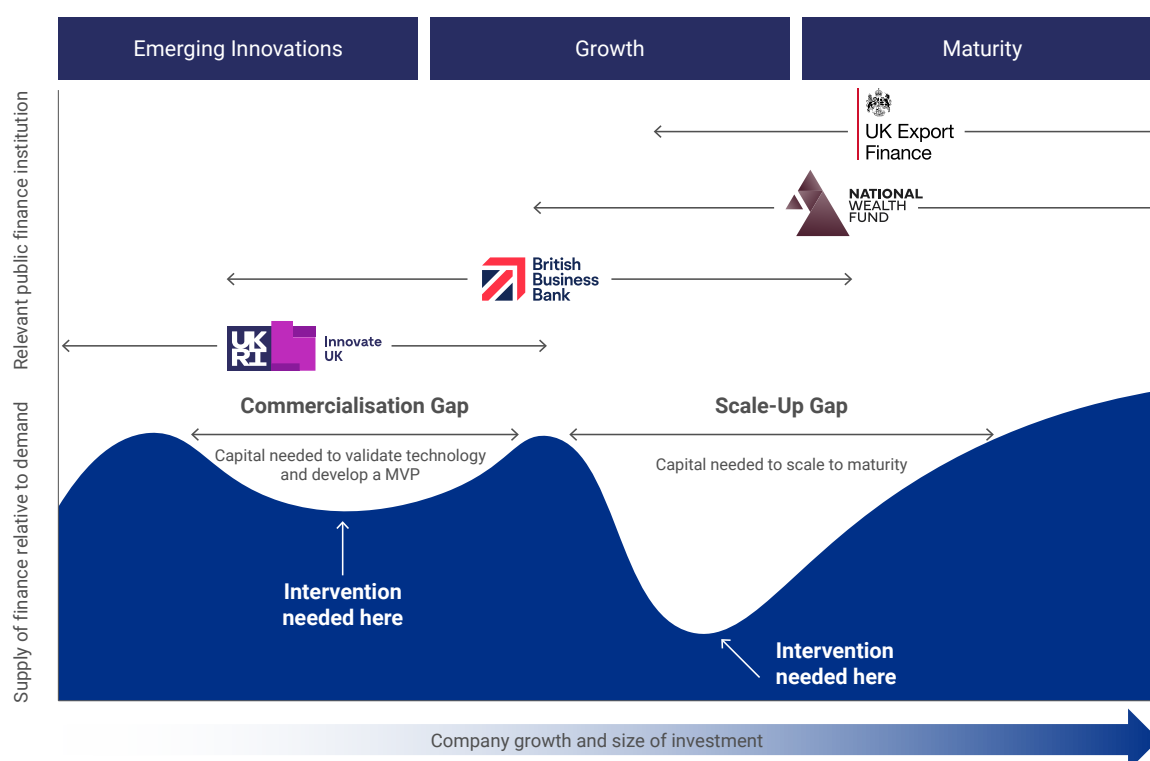 Emerging Innovations
Growth
Maturity
Relevant public finance institution
UK Export
Finance
NATIONAL
WEALTH
FUND
British
Business
Bank
UK
RI
Innovate
UK
Supply of finance relative to demand
Commercialisation Gap
Capital needed to validate technology
and develop a MVP
Scale-Up Gap
Capital needed to scale to maturity
Intervention
needed here
Intervention
needed here
Company growth and size of investment